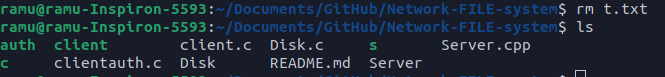 ramu@ramu-Inspiron-5593:~/Documents/GitHub/Network-FILE-system$ rm t.txt
ramu@ramu-Inspiron-5593:~/Documents/GitHub/Network-FILE-system$ ls
auth  client        client.c  Disk.c     s       Server.cpp
c     clientauth.c  Disk      README.md  Server